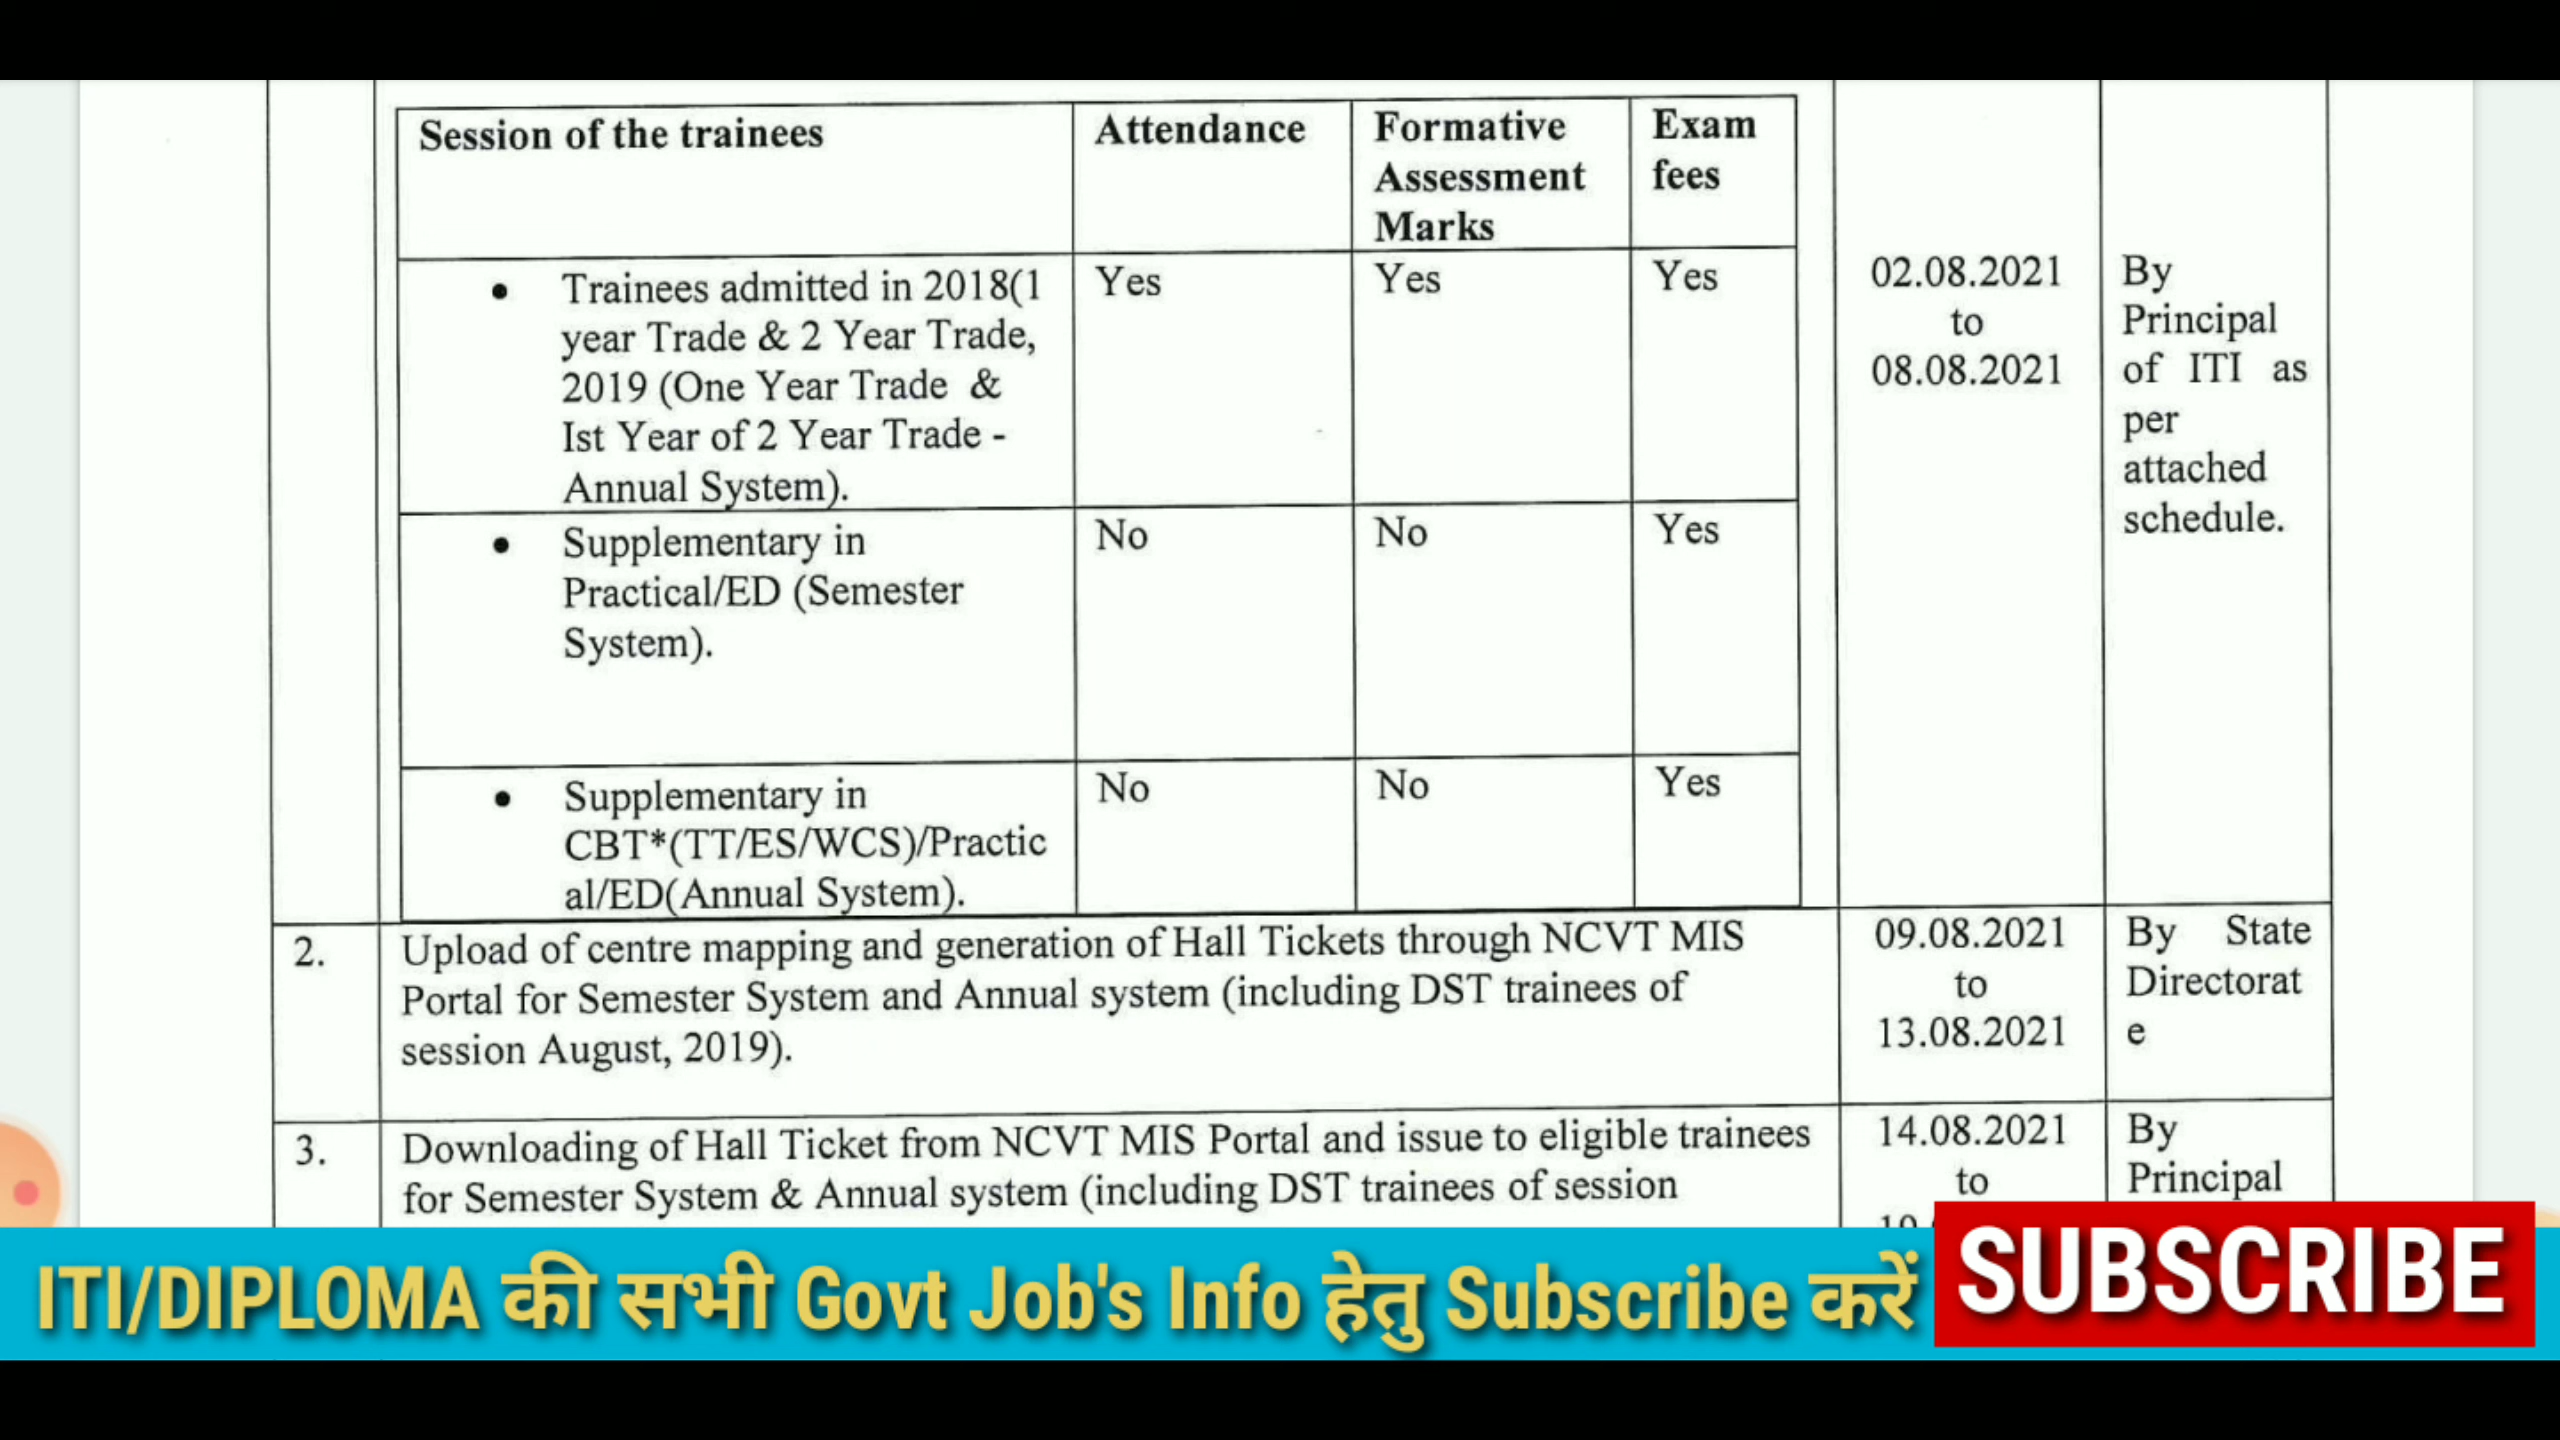 Session of the trainees
Attendance
Formative
Assessment
Marks
Exam
fees
• Trainees admitted in 2018(1
year Trade & 2 Year Trade,
2019 (One Year Trade &
Ist Year of 2 Year Trade -
Annual System).
Yes
Yes
Yes
02.08.2021
to
08.08.2021
By
Principal
of ITI as
per
attached
schedule.
• Supplementary in
Practical/ED (Semester
System).
No
No
Yes
• Supplementary in
CBT*(TT/ES/WCS)/Practic
al/ED(Annual System).
No
No
Yes
2.
Upload of centre mapping and generation of Hall Tickets through NCVT MIS
Portal for Semester System and Annual system (including DST trainees of
session August, 2019).
09.08.2021
to
13.08.2021
By State
Directorat
e
3.
Downloading of Hall Ticket from NCVT MIS Portal and issue to eligible trainees
for Semester System & Annual system (including DST trainees of session
14.08.2021
to
By
Principal
ITI/DIPLOMA की सभी Govt Job's Info हेतु Subscribe करें
SUBSCRIBE